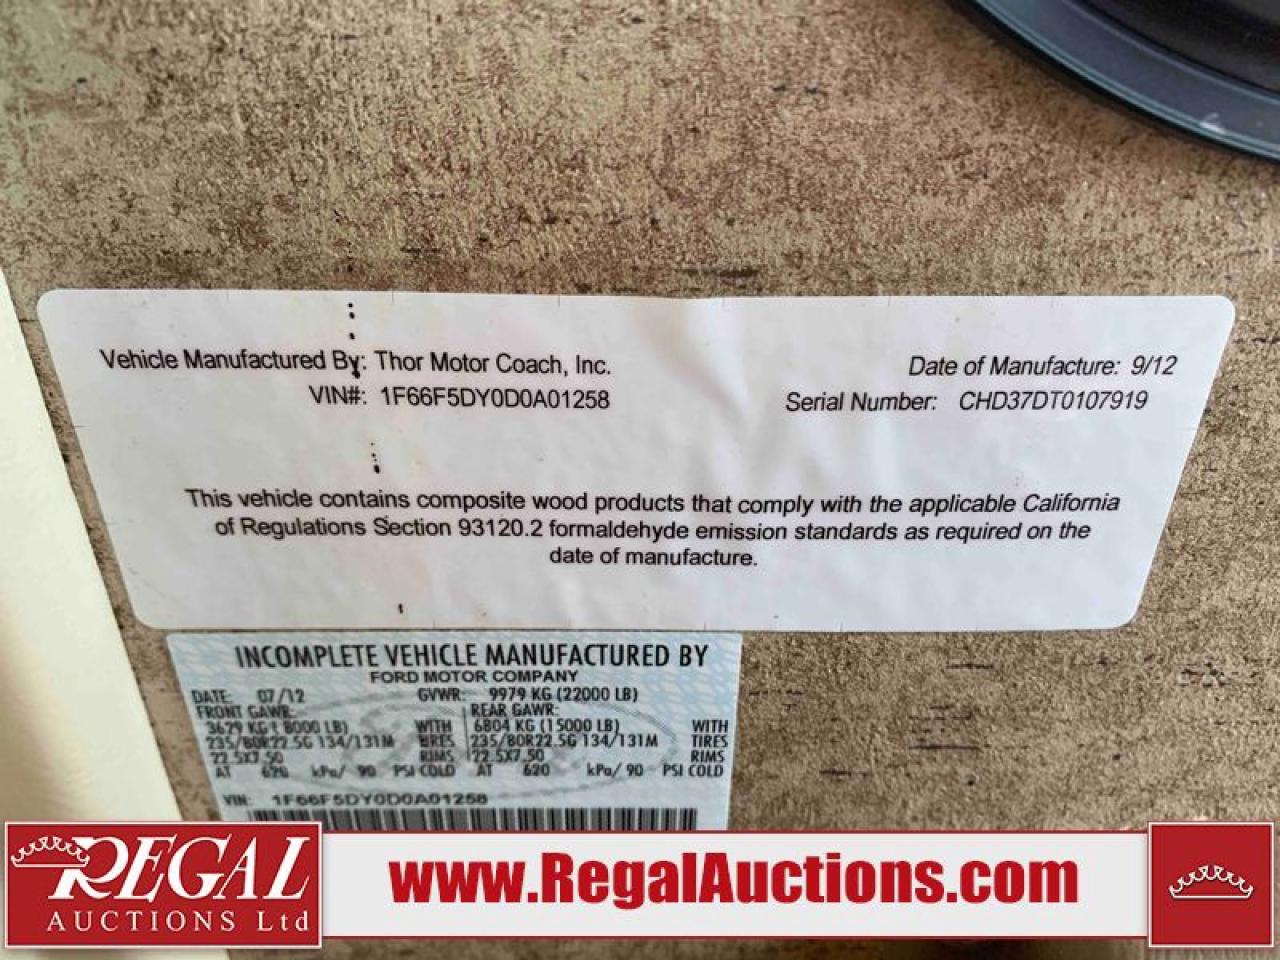 Vehicle Manufactured By: Thor Motor Coach, Inc.
VIN#: 1F66F5DY0D0A01258
Date of Manufacture: 9/12
Serial Number: CHD37DT0107919
This vehicle contains composite wood products that comply with the applicable California
of Regulations Section 93120.2 formaldehyde emission standards as required on the
date of manufacture.
INCOMPLETE VEHICLE MANUFACTURED BY
FORD MOTOR COMPANY
DATE: 07/12 GVWR: 9979 KG (22000 LB)
FRONT GAWR: REAR GAWR:
3629 KG ( 8000 LB) WITH 6804 KG (15000 LB) WITH
235/80R22.5G 134/131M TIRES 235/80R22.5G 134/131M TIRES
22.5X7.50 RIMS 22.5X7.50 RIMS
AT 620 kPa/ 90 PSI COLD AT 620 kPa/ 90 PSI COLD
VIN: 1F66F5DY0D0A01258
REGAL
AUCTIONS Ltd
www.RegalAuctions.com